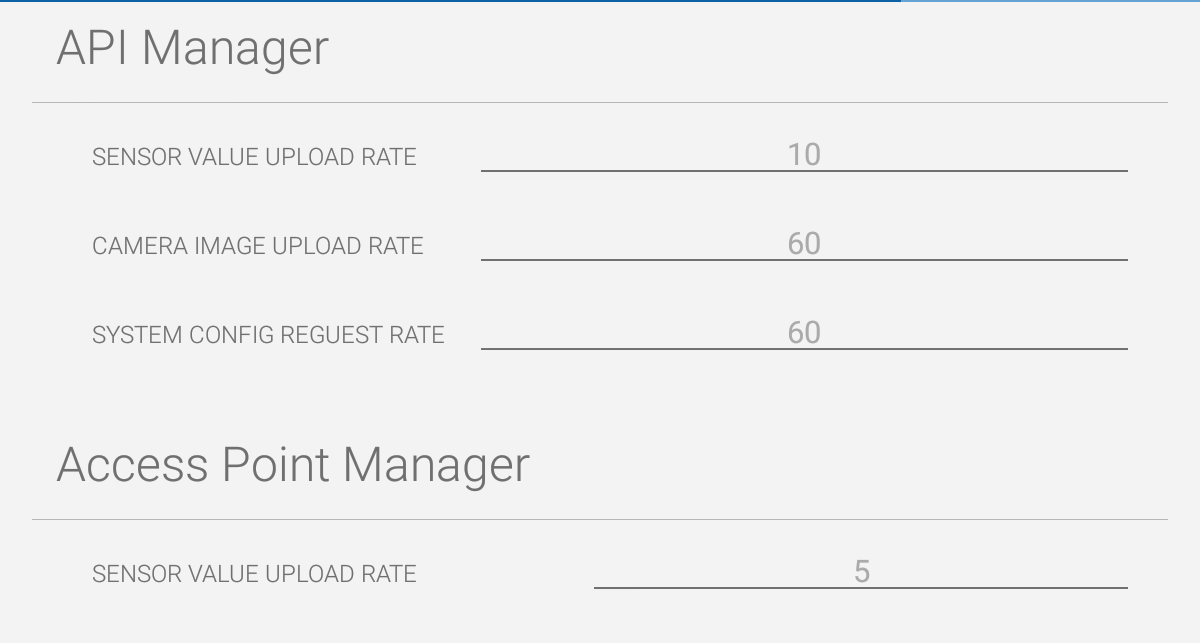 API Manager
SENSOR VALUE UPLOAD RATE 10
CAMERA IMAGE UPLOAD RATE 60
SYSTEM CONFIG REGUEST RATE 60
Access Point Manager
SENSOR VALUE UPLOAD RATE 5